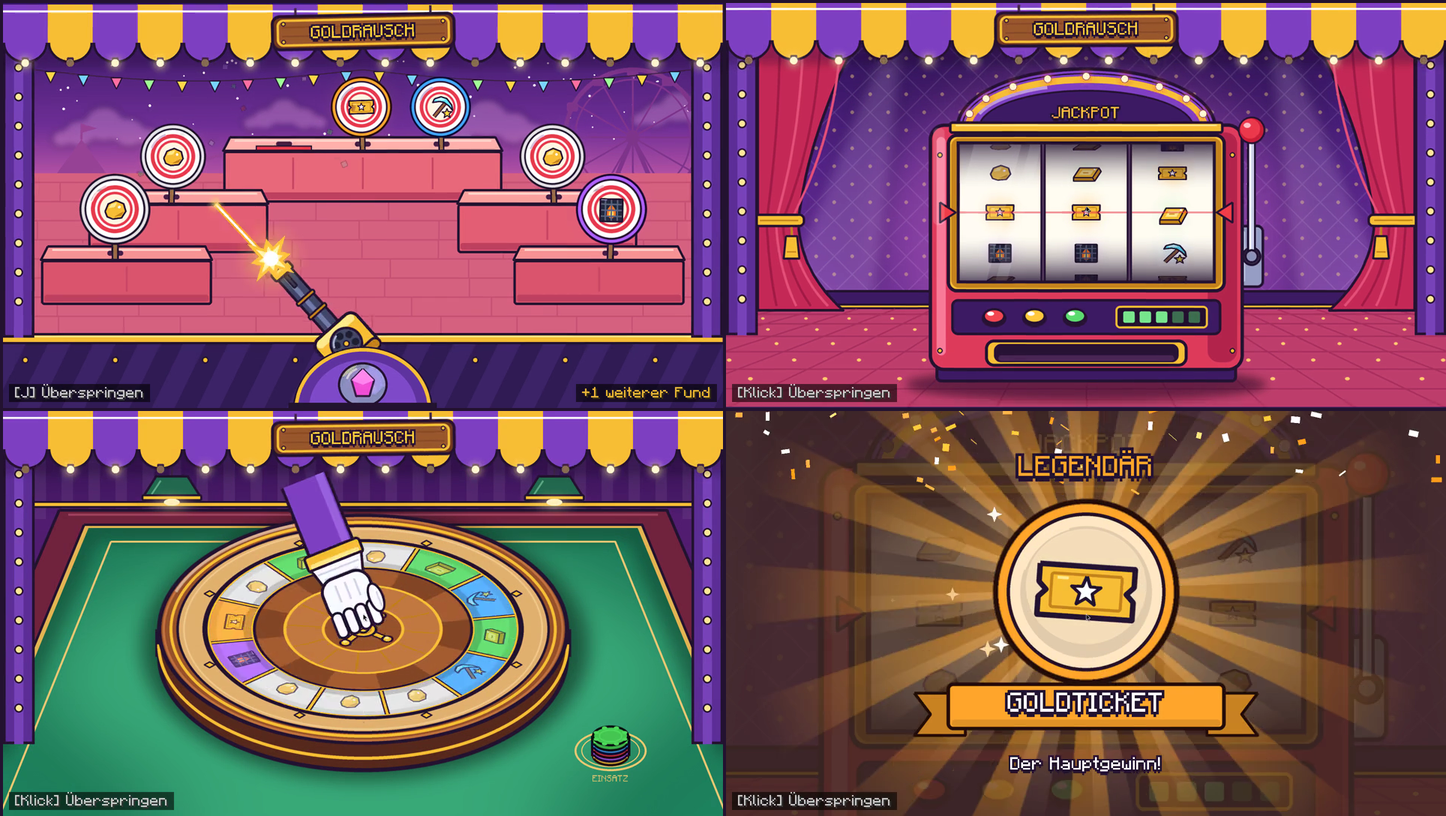 GOLDRAUSCH
[J] Überspringen
+1 weiterer Fund
GOLDRAUSCH
JACKPOT
[Klick] Überspringen
GOLDRAUSCH
EINSATZ
[Klick] Überspringen
JACKPOT
LEGENDÄR
GOLDTICKET
Der Hauptgewinn!
[Klick] Überspringen